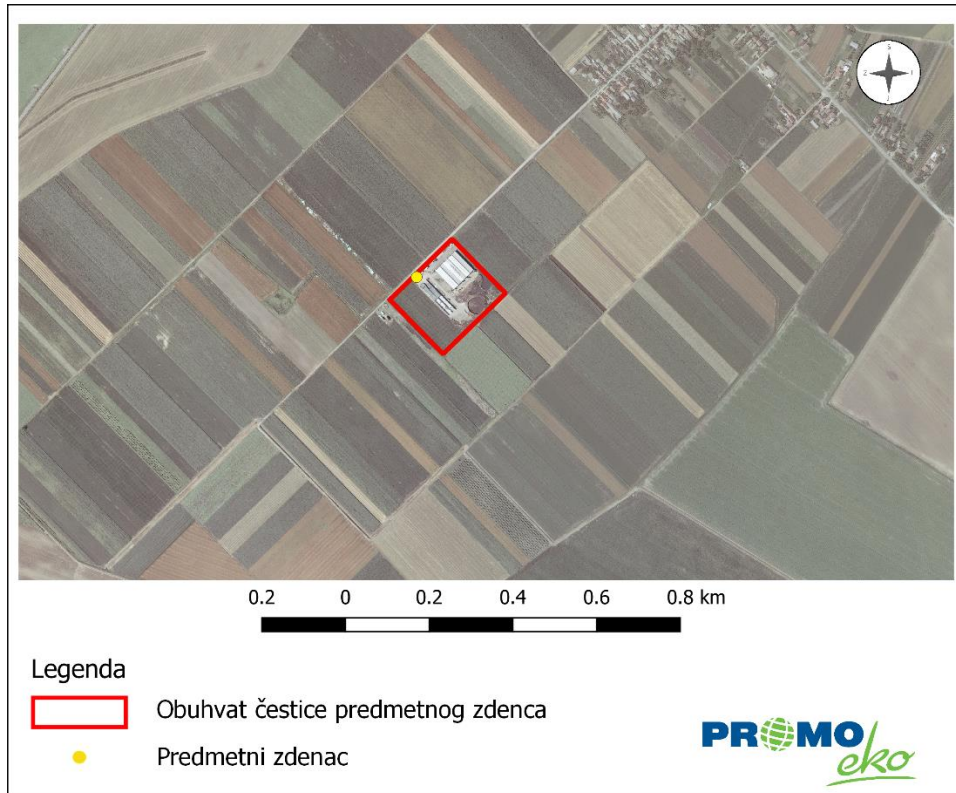 S
Z I
J
0.2 0 0.2 0.4 0.6 0.8 km
Legenda
Obuhvat čestice predmetnog zdenca
Predmetni zdenac
PROMO
eko